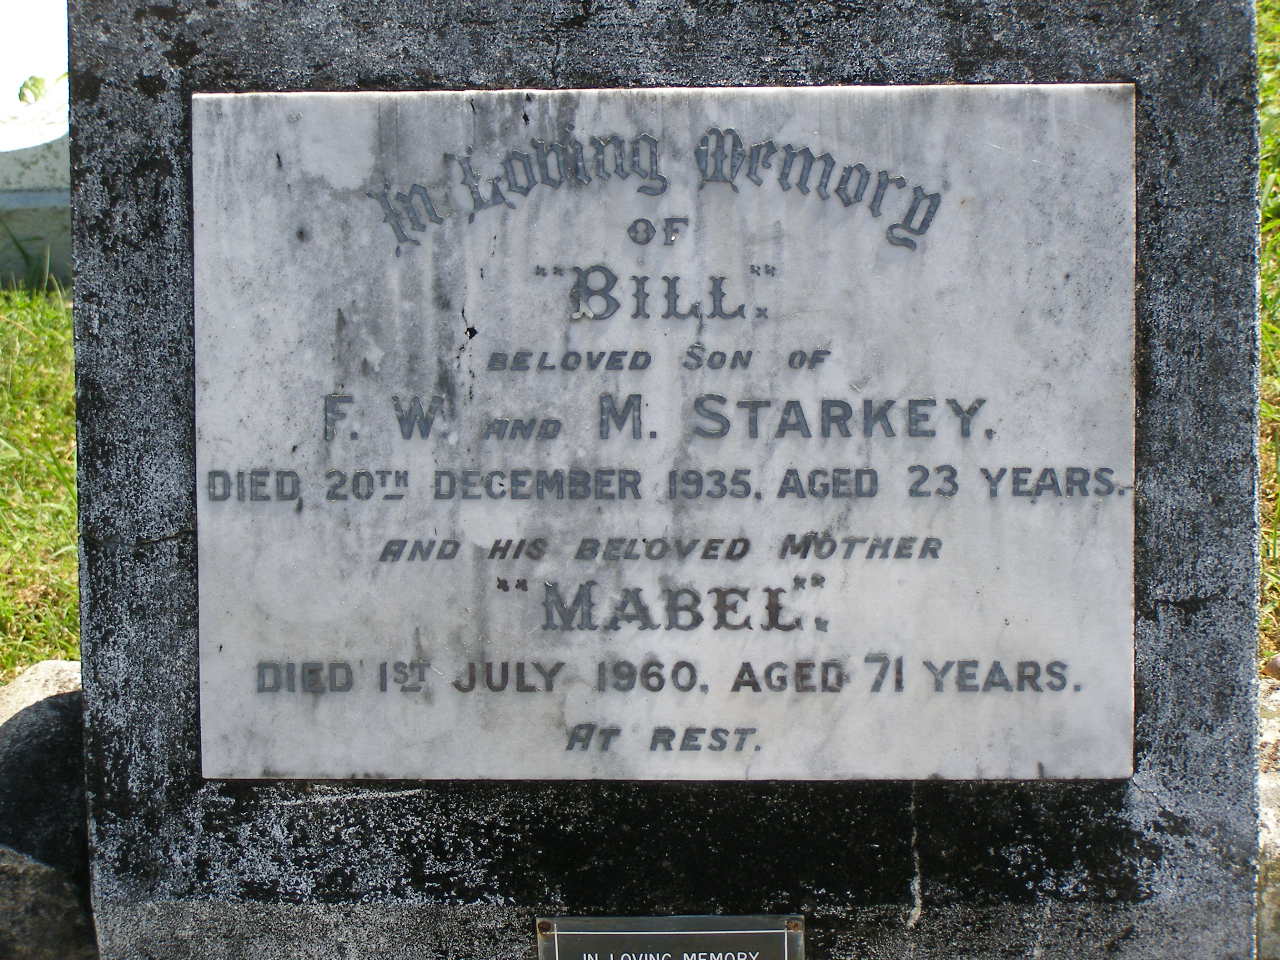 In Loving Memory
OF
"BILL".
BELOVED SON OF
F. W. AND M. STARKEY.
DIED 20TH DECEMBER 1935. AGED 23 YEARS.
AND HIS BELOVED MOTHER
"MABEL".
DIED 1ST JULY 1960. AGED 71 YEARS.
AT REST.
IN LOVING MEMORY